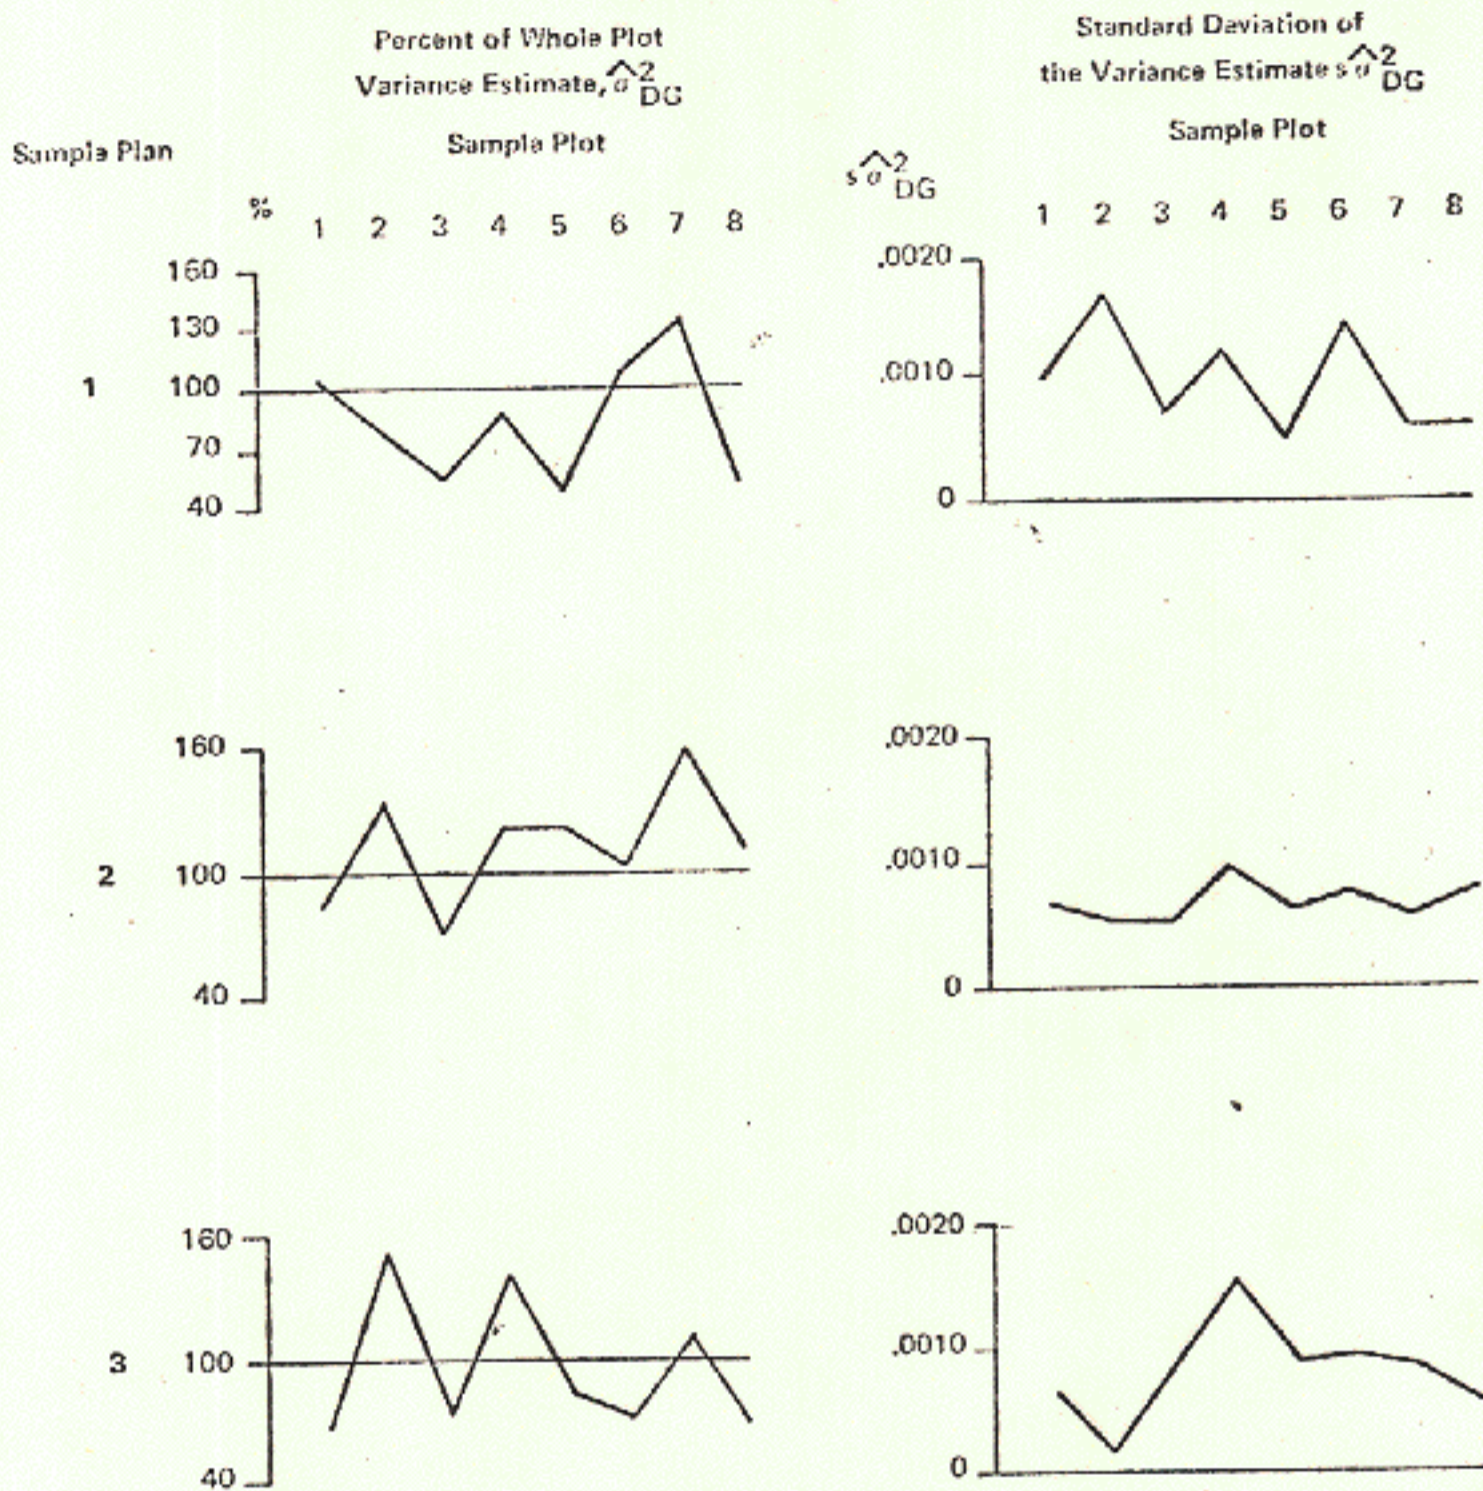 Percent of Whole Plot
Variance Estimate, σ̂²DG
Sample Plot
Sample Plan
% 1 2 3 4 5 6 7 8
160
130
1 100
70
40
160
2 100
40
160
3 100
40
Standard Deviation of
the Variance Estimate sσ̂²DG
Sample Plot
sσ̂²DG
1 2 3 4 5 6 7 8
.0020
.0010
0
.0020
.0010
0
.0020
.0010
0